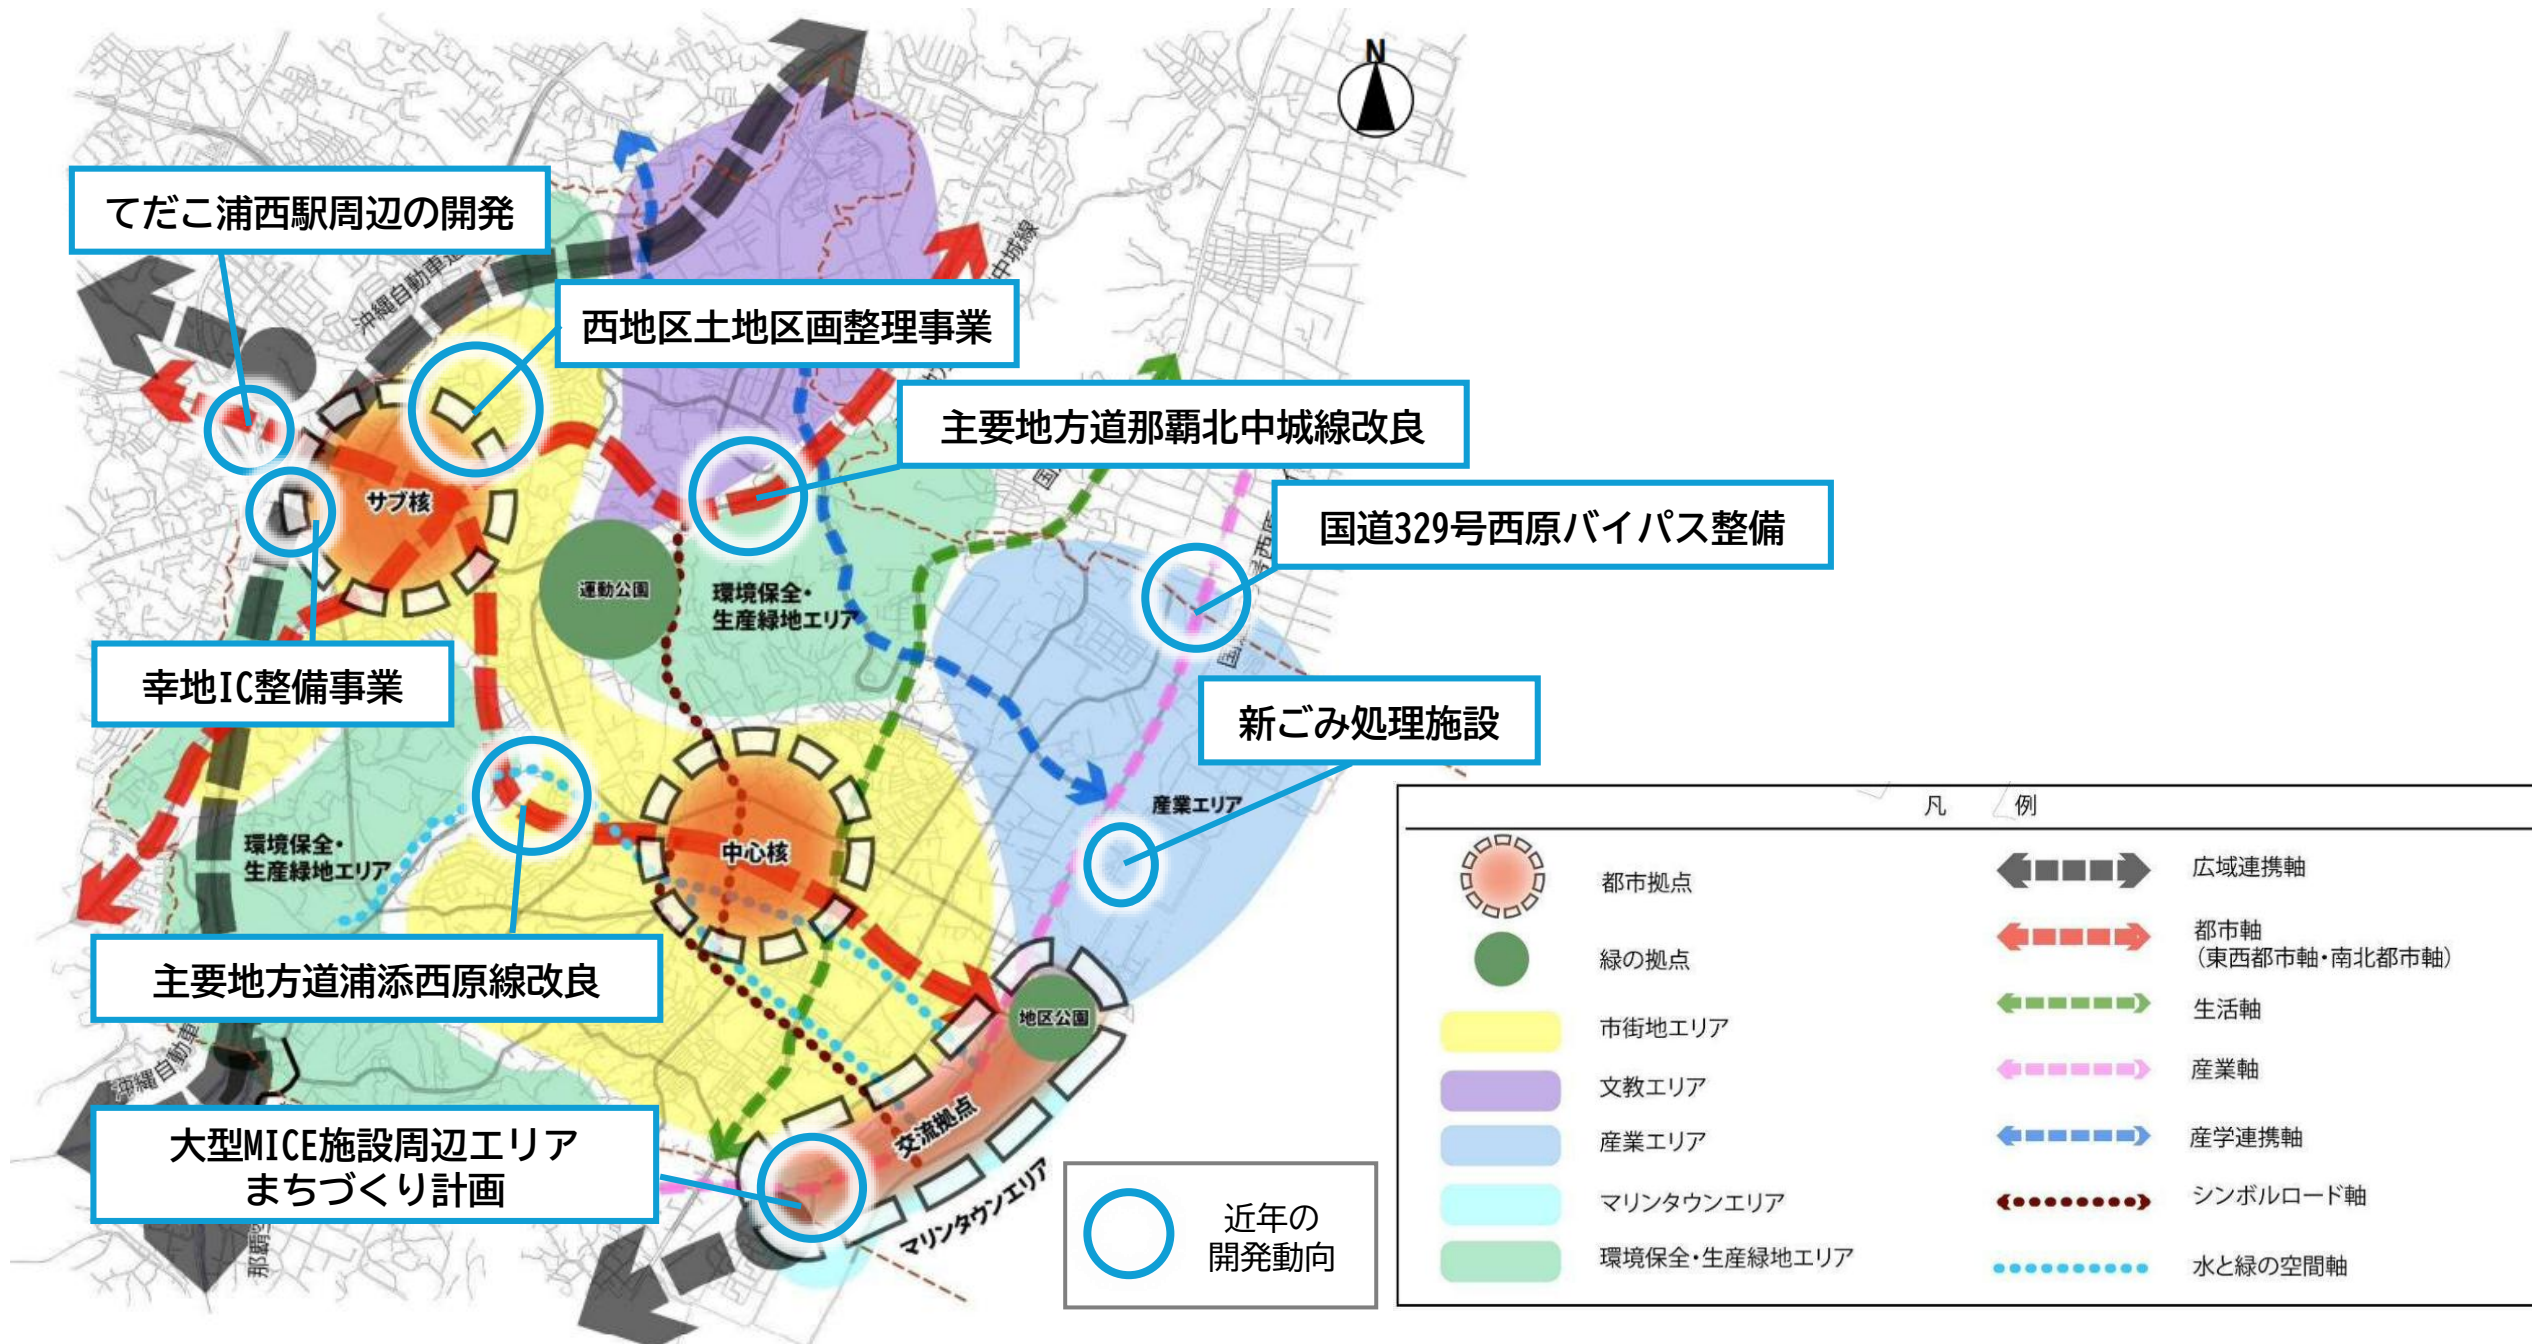 N
てだこ浦西駅周辺の開発
沖縄自動車道
中城線
西地区土地区画整理事業
主要地方道那覇北中城線改良
サブ核
国道329号西原バイパス整備
運動公園
環境保全・
生産緑地エリア
幸地IC整備事業
新ごみ処理施設
産業エリア
環境保全・
生産緑地エリア
中心核
主要地方道浦添西原線改良
地区公園
沖縄自動車
交流拠点
大型MICE施設周辺エリア
まちづくり計画
マリンタウンエリア
近年の
開発動向
凡 例
都市拠点
緑の拠点
市街地エリア
文教エリア
産業エリア
マリンタウンエリア
環境保全・生産緑地エリア
広域連携軸
都市軸
(東西都市軸・南北都市軸)
生活軸
産業軸
産学連携軸
シンボルロード軸
水と緑の空間軸